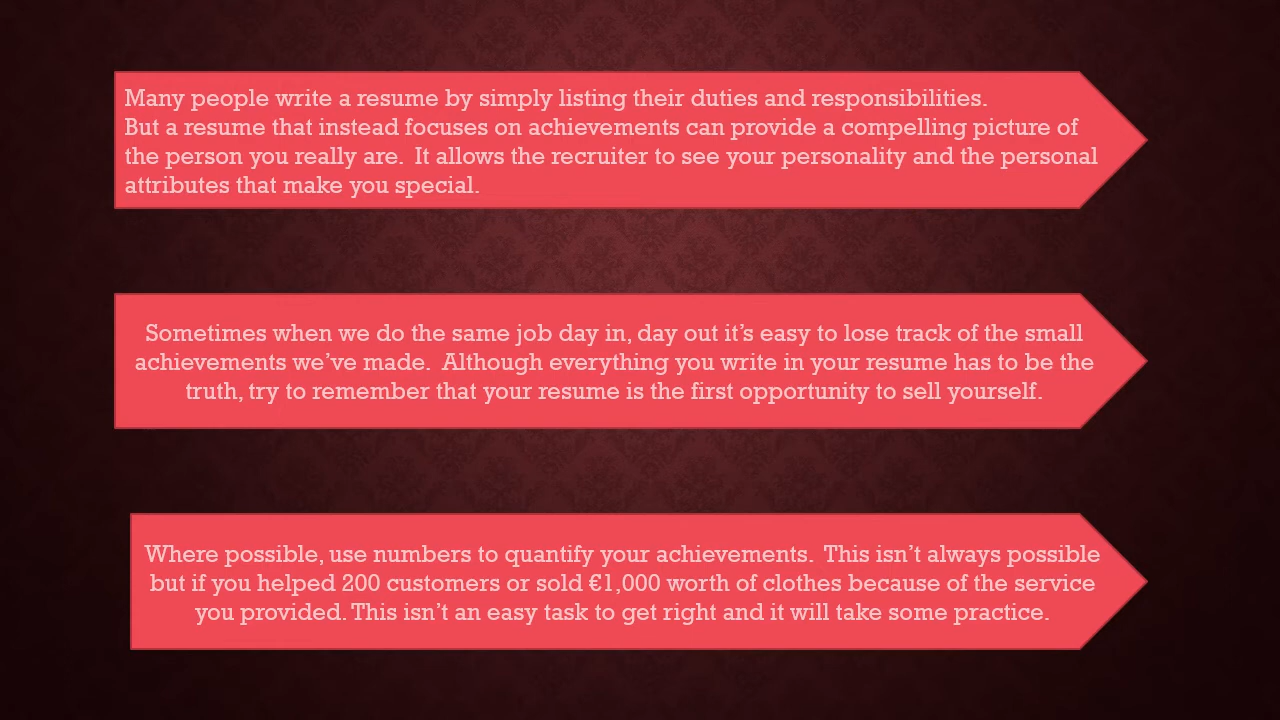 Many people write a resume by simply listing their duties and responsibilities.
But a resume that instead focuses on achievements can provide a compelling picture of
the person you really are.  It allows the recruiter to see your personality and the personal
attributes that make you special.
Sometimes when we do the same job day in, day out it’s easy to lose track of the small
achievements we’ve made.  Although everything you write in your resume has to be the
truth, try to remember that your resume is the first opportunity to sell yourself.
Where possible, use numbers to quantify your achievements.  This isn’t always possible
but if you helped 200 customers or sold €1,000 worth of clothes because of the service
you provided. This isn’t an easy task to get right and it will take some practice.